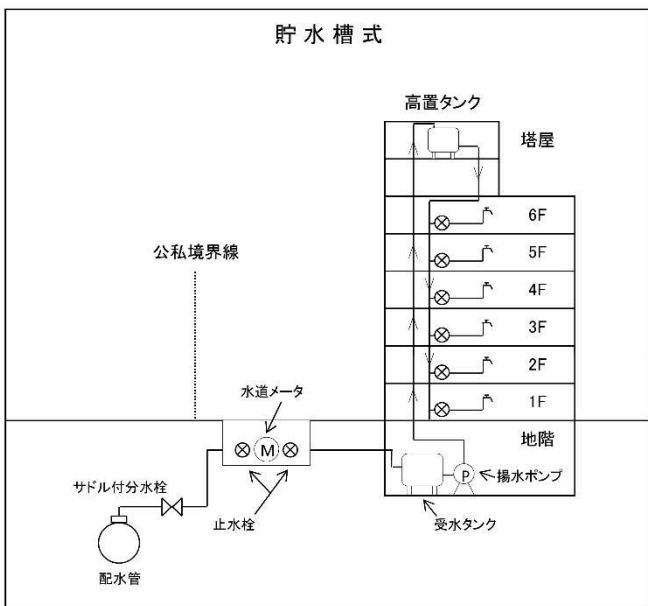 貯水槽式
高置タンク
塔屋
6F
5F
公私境界線
4F
3F
2F
水道メータ
1F
地階
M
サドル付分水栓
P
揚水ポンプ
止水栓
受水タンク
配水管